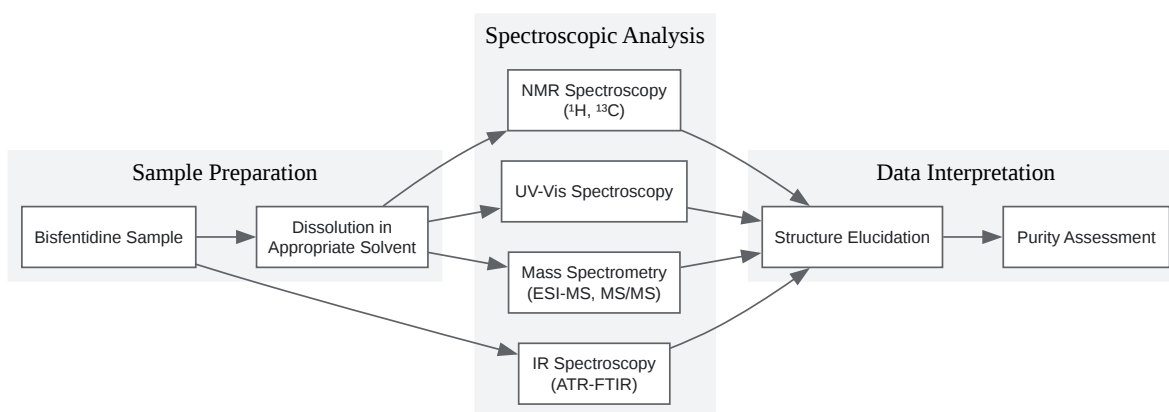 Sample Preparation
Bisfentidine Sample
Dissolution in
Appropriate Solvent
Spectroscopic Analysis
NMR Spectroscopy
(¹H, ¹³C)
UV-Vis Spectroscopy
Mass Spectrometry
(ESI-MS, MS/MS)
IR Spectroscopy
(ATR-FTIR)
Data Interpretation
Structure Elucidation
Purity Assessment